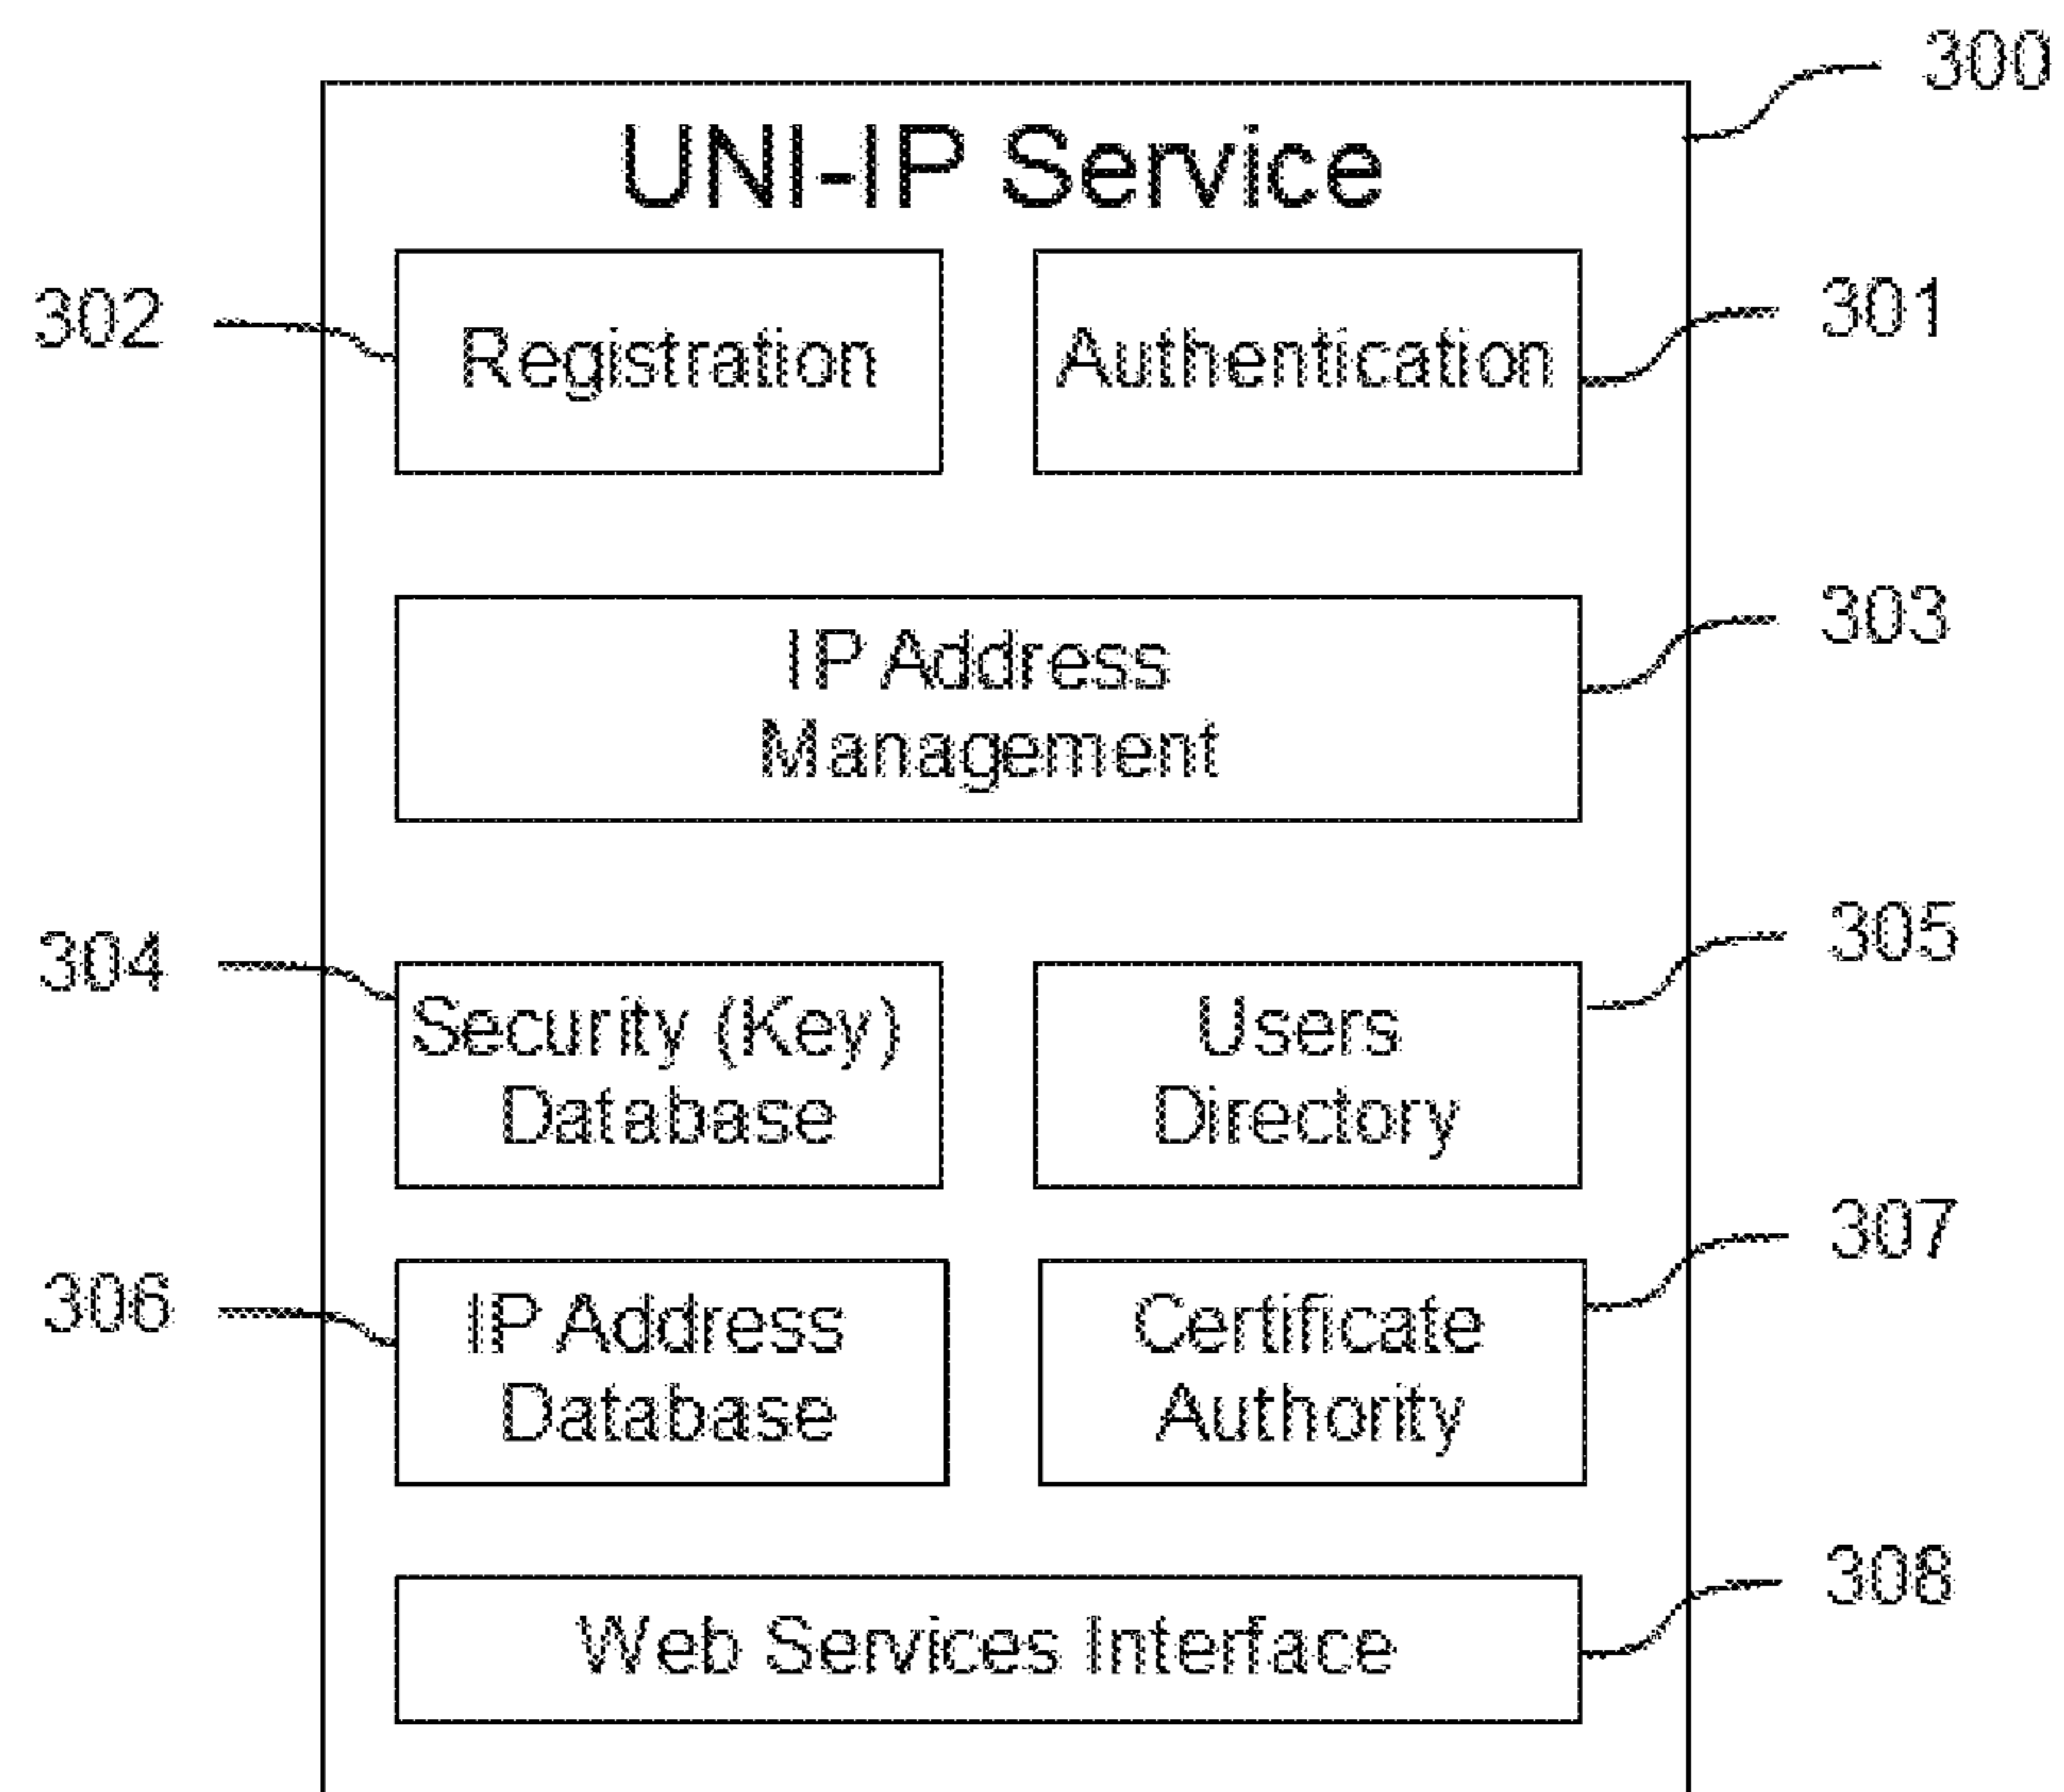 300
UNI-IP Service
302
Registration
Authentication
301
IP Address
Management
303
304
Security (Key)
Database
Users
Directory
305
306
IP Address
Database
Certificate
Authority
307
Web Services Interface
308